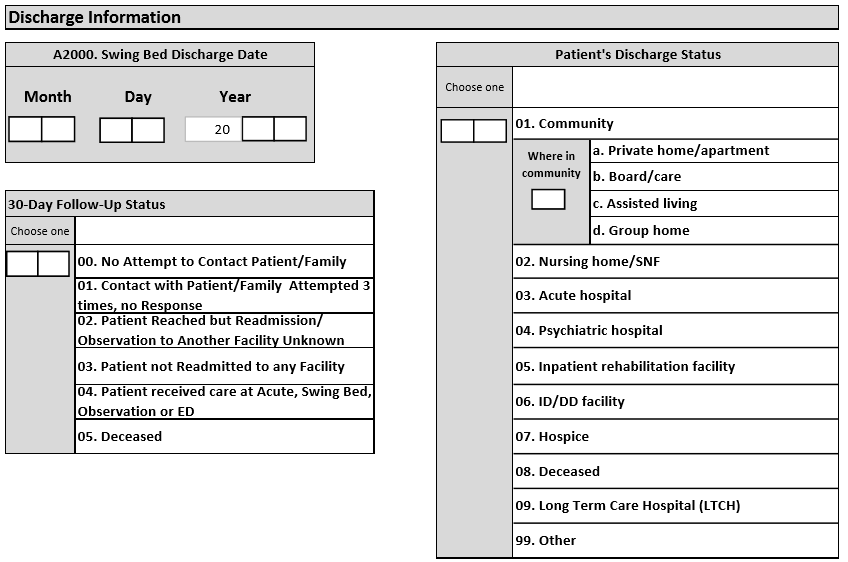 Discharge Information
A2000. Swing Bed Discharge Date
Month Day Year
20
30-Day Follow-Up Status
Choose one
00. No Attempt to Contact Patient/Family
01. Contact with Patient/Family Attempted 3
times, no Response
02. Patient Reached but Readmission/
Observation to Another Facility Unknown
03. Patient not Readmitted to any Facility
04. Patient received care at Acute, Swing Bed,
Observation or ED
05. Deceased
Patient's Discharge Status
Choose one
01. Community
Where in
community
a. Private home/apartment
b. Board/care
c. Assisted living
d. Group home
02. Nursing home/SNF
03. Acute hospital
04. Psychiatric hospital
05. Inpatient rehabilitation facility
06. ID/DD facility
07. Hospice
08. Deceased
09. Long Term Care Hospital (LTCH)
99. Other